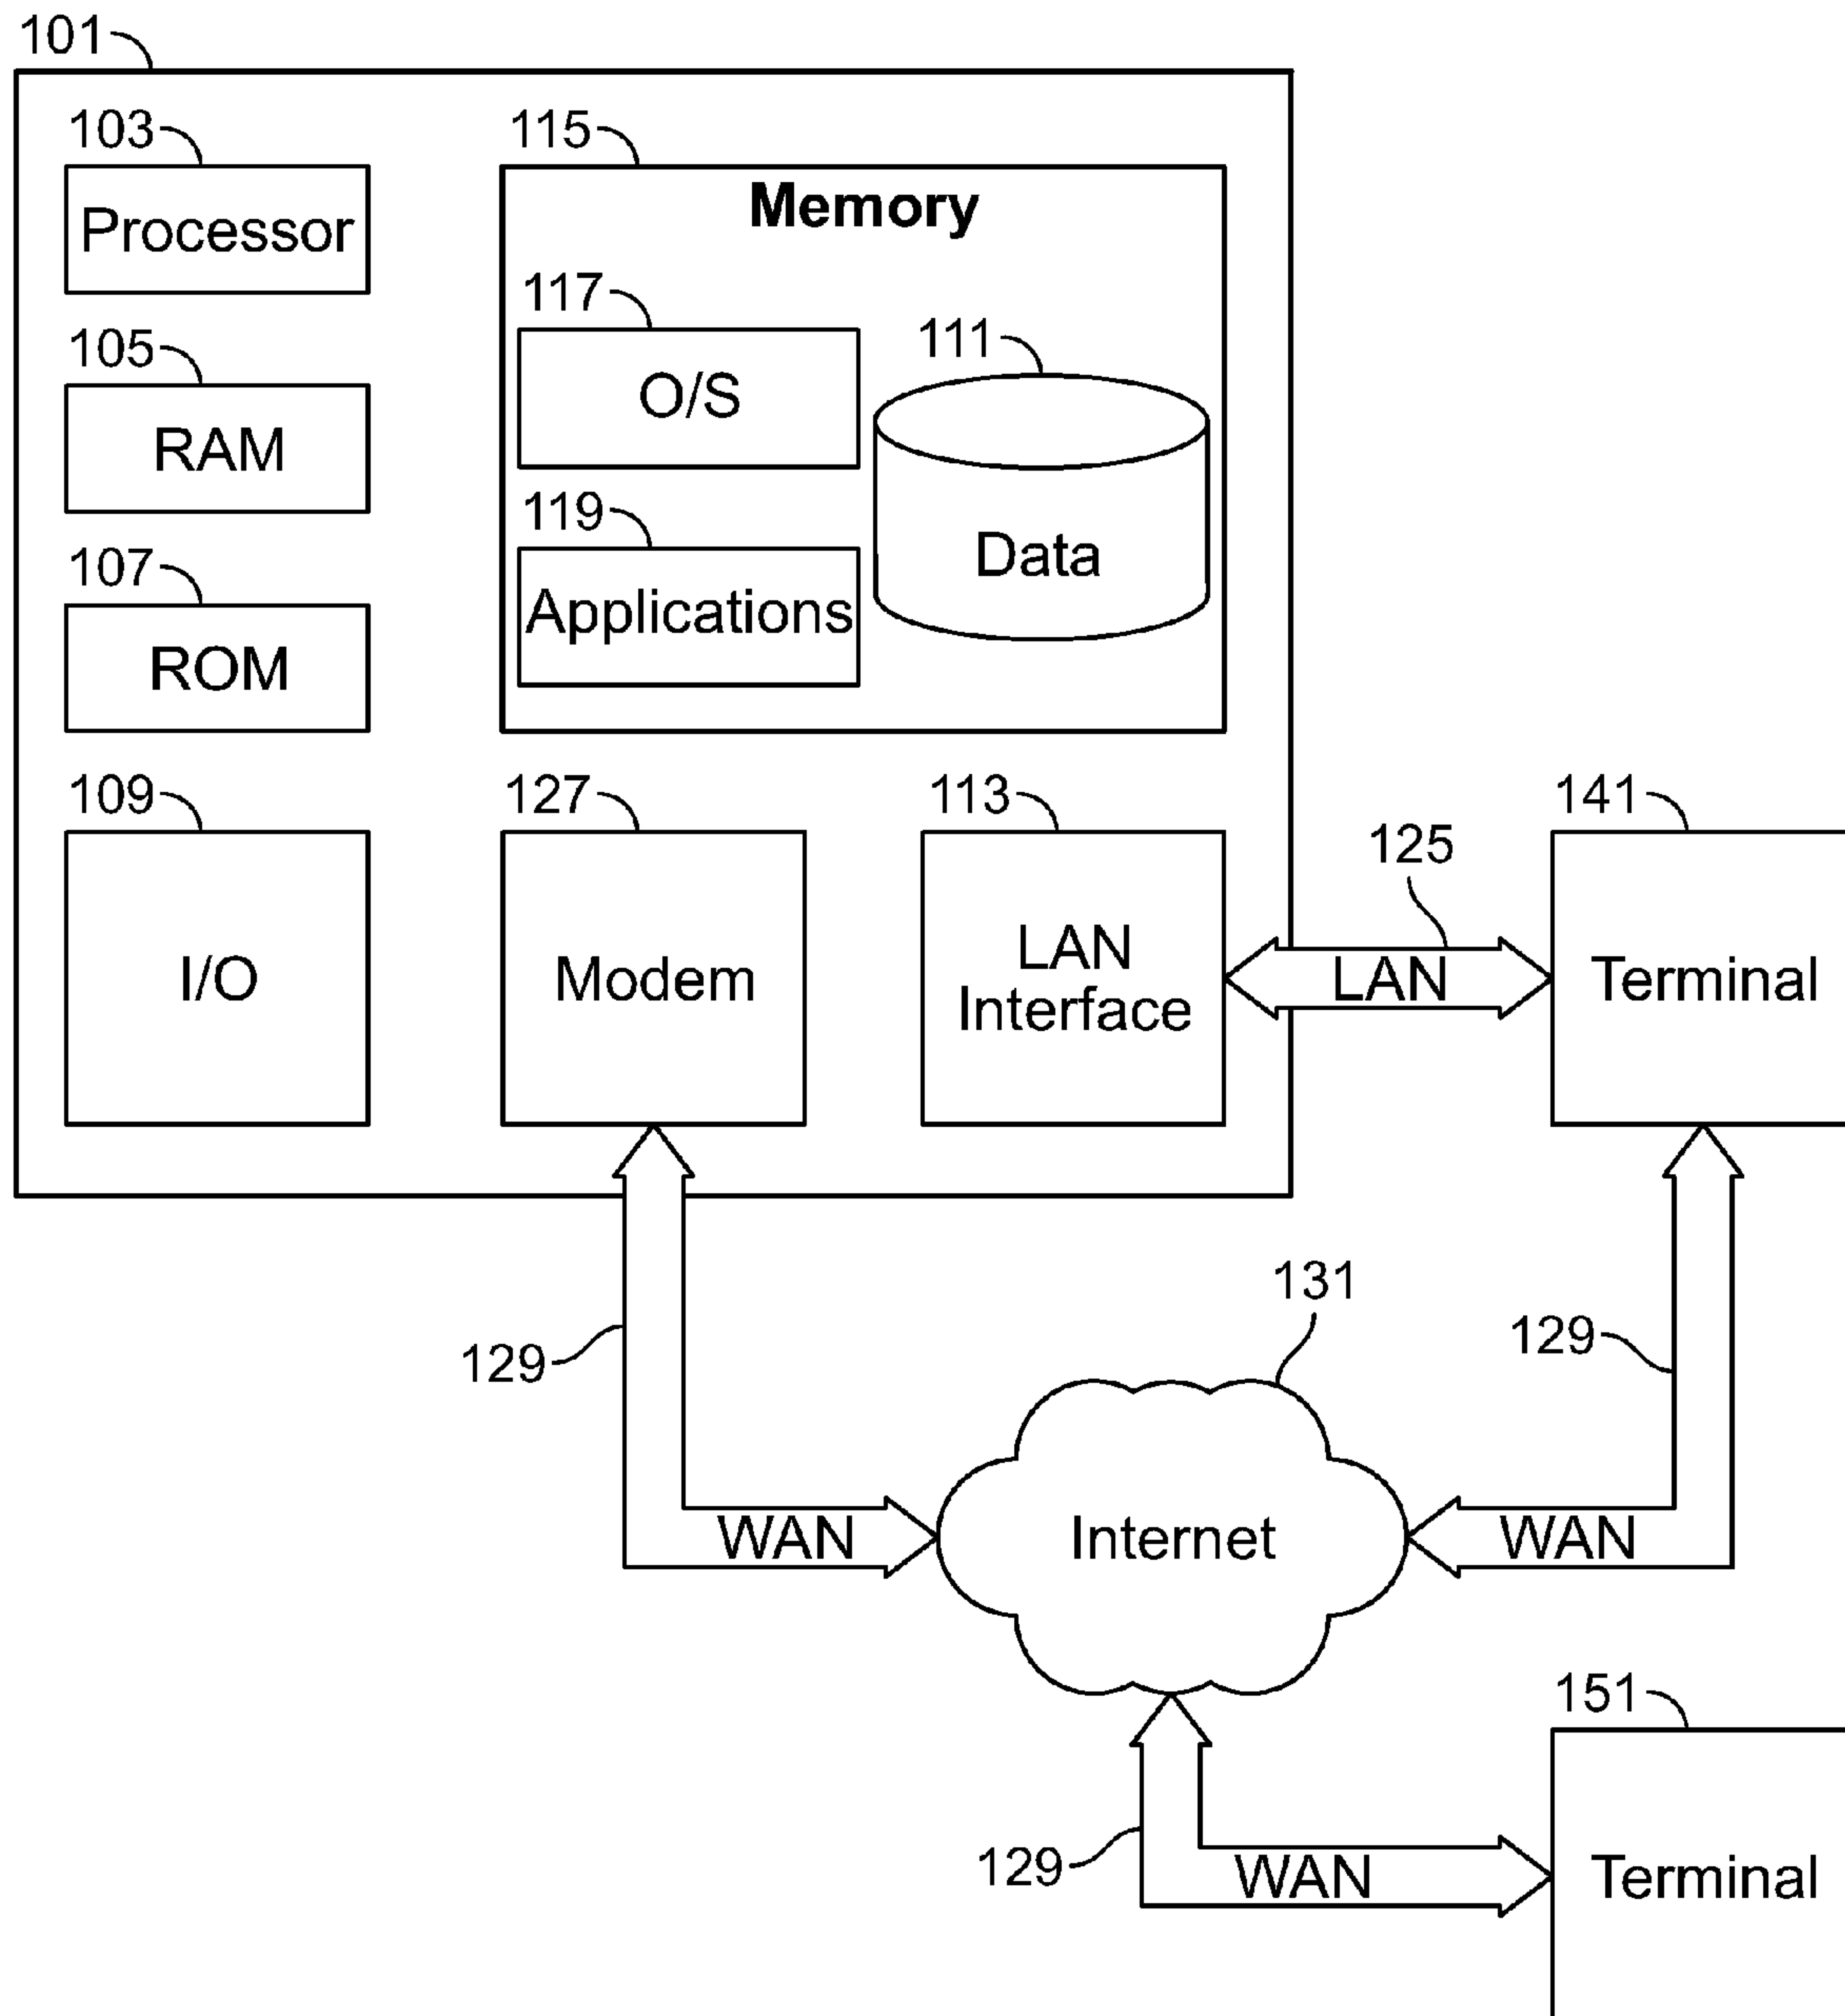 101
103
115
Processor
Memory
117
111
105
O/S
RAM
119
Data
107
Applications
ROM
109
127
113
141
125
I/O
Modem
LAN
Interface
LAN
Terminal
131
129
129
WAN
Internet
WAN
151
129
WAN
Terminal